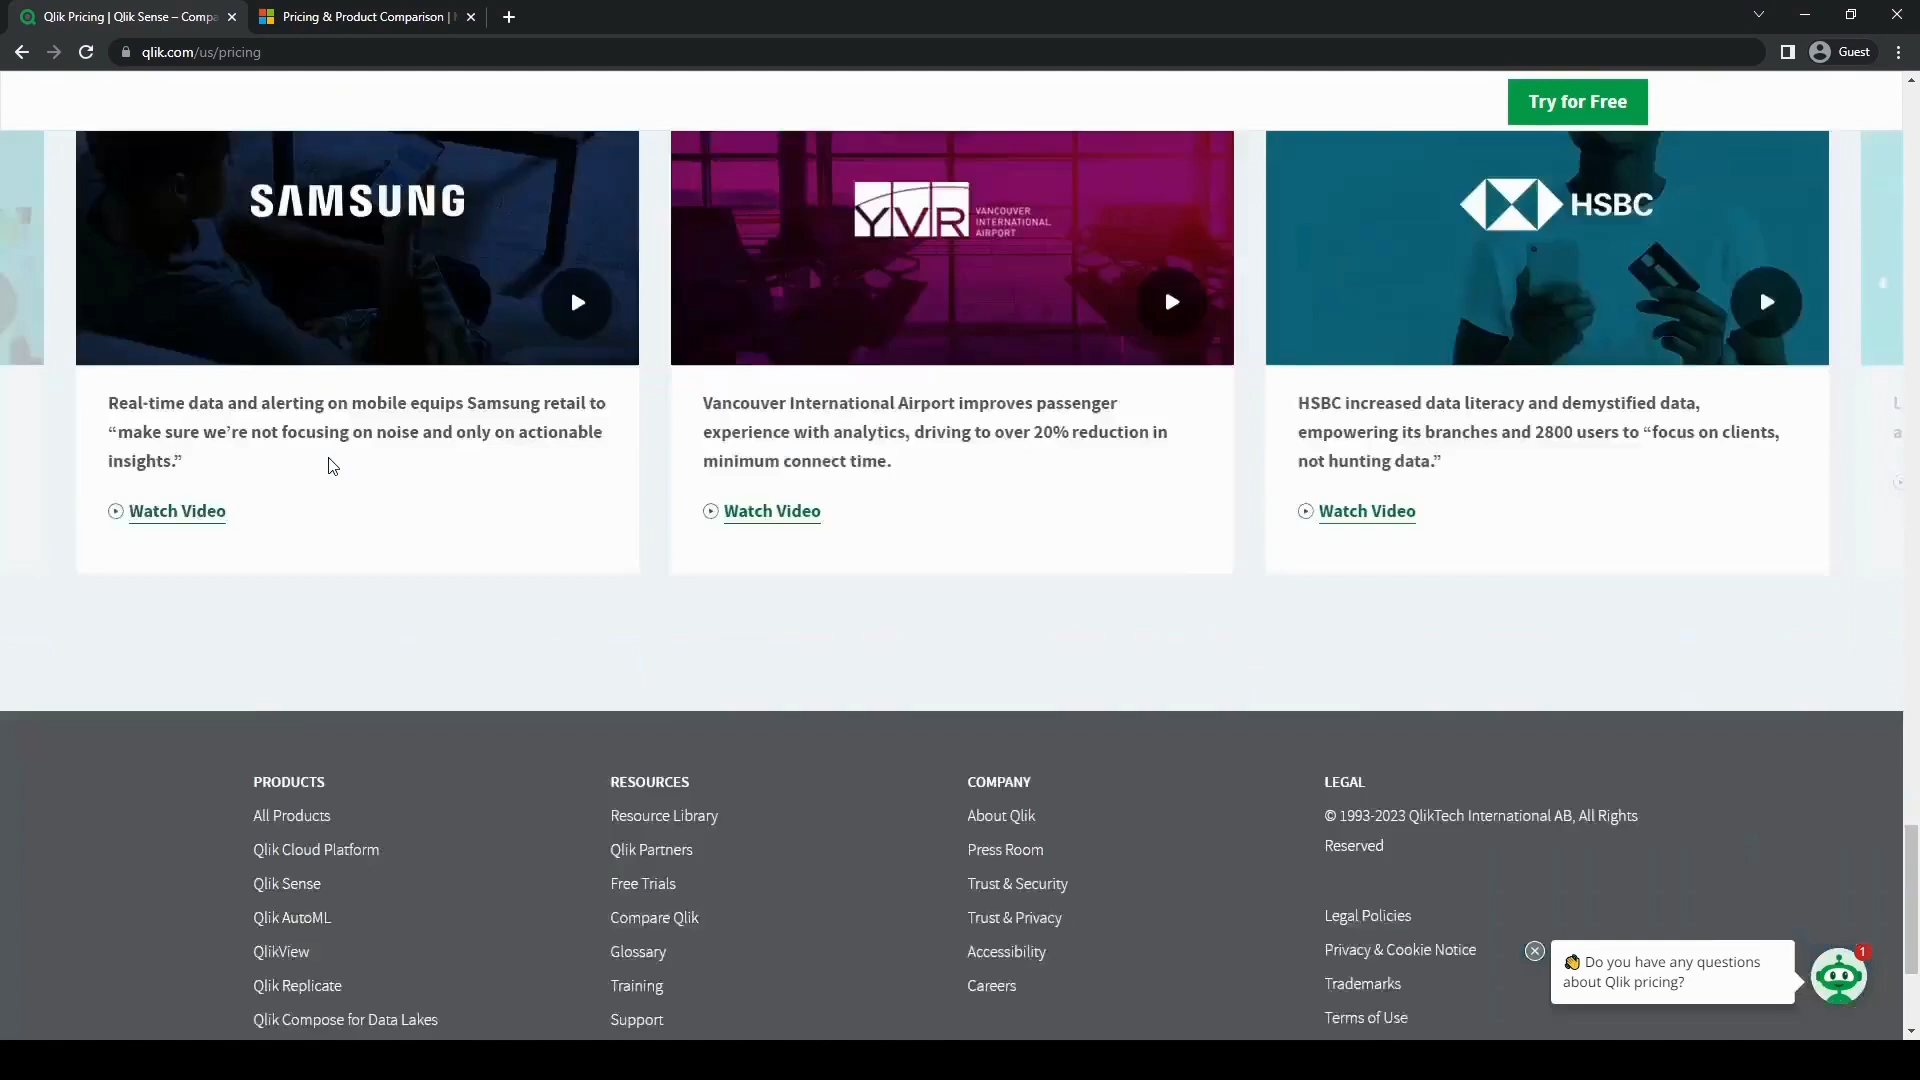 Qlik Pricing | Qlik Sense – Compa
Pricing & Product Comparison |
qlik.com/us/pricing
Guest
Try for Free
SAMSUNG
YVR
VANCOUVER
INTERNATIONAL
AIRPORT
HSBC
Real-time data and alerting on mobile equips Samsung retail to
“make sure we’re not focusing on noise and only on actionable
insights.”
Watch Video
Vancouver International Airport improves passenger
experience with analytics, driving to over 20% reduction in
minimum connect time.
Watch Video
HSBC increased data literacy and demystified data,
empowering its branches and 2800 users to “focus on clients,
not hunting data.”
Watch Video
PRODUCTS
All Products
Qlik Cloud Platform
Qlik Sense
Qlik AutoML
QlikView
Qlik Replicate
Qlik Compose for Data Lakes
RESOURCES
Resource Library
Qlik Partners
Free Trials
Compare Qlik
Glossary
Training
Support
COMPANY
About Qlik
Press Room
Trust & Security
Trust & Privacy
Accessibility
Careers
LEGAL
© 1993-2023 QlikTech International AB, All Rights
Reserved
Legal Policies
Privacy & Cookie Notice
Trademarks
Terms of Use
👋 Do you have any questions
about Qlik pricing?
1